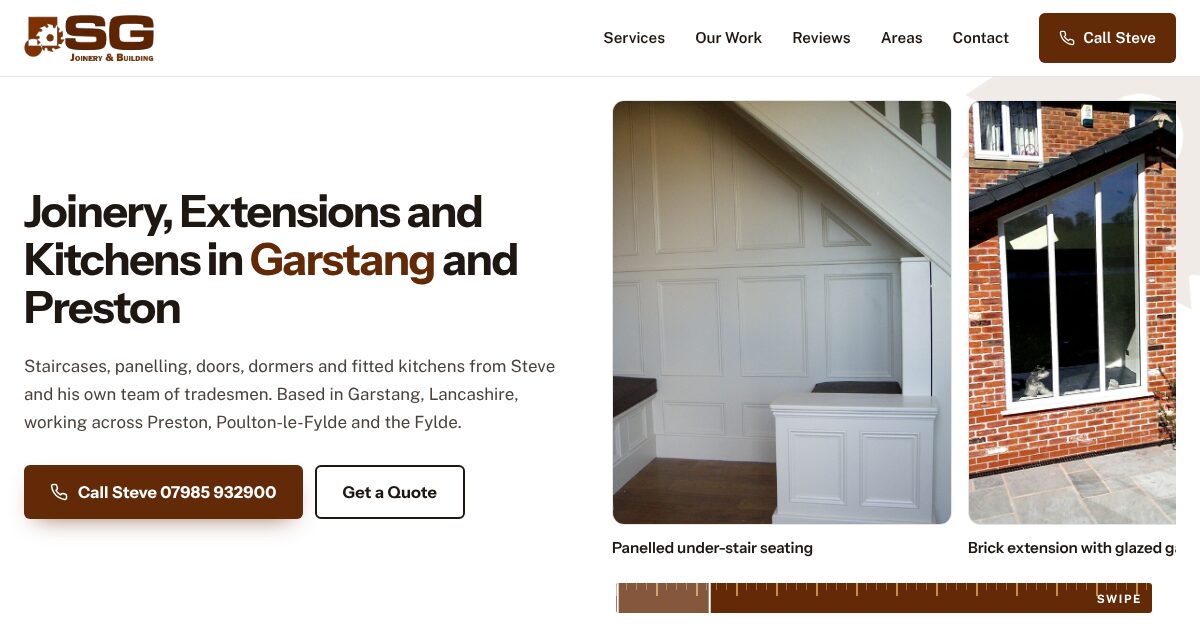 SG
Joinery & Building
Services
Our Work
Reviews
Areas
Contact
Call Steve
Joinery, Extensions and
Kitchens in Garstang and
Preston
Staircases, panelling, doors, dormers and fitted kitchens from Steve
and his own team of tradesmen. Based in Garstang, Lancashire,
working across Preston, Poulton-le-Fylde and the Fylde.
Call Steve 07985 932900
Get a Quote
Panelled under-stair seating
Brick extension with glazed
SWIPE